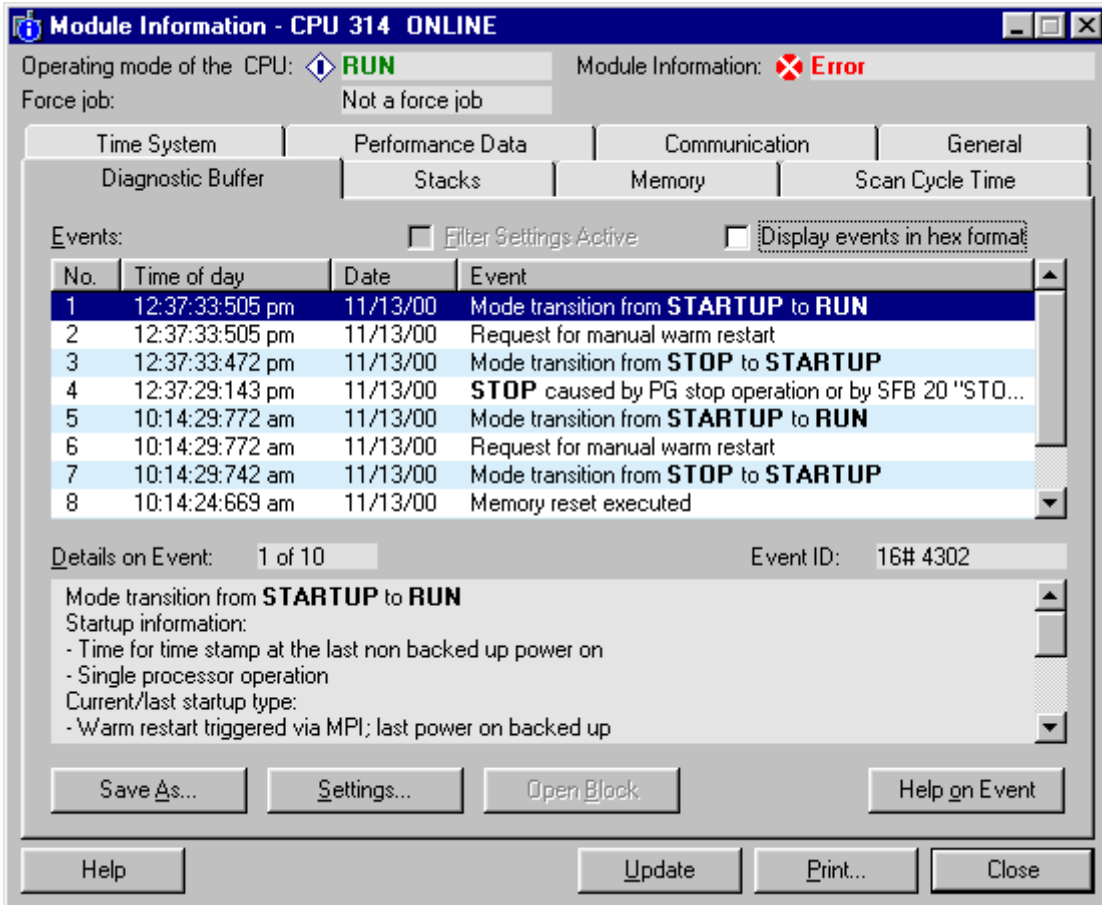 Module Information - CPU 314 ONLINE
Operating mode of the CPU: RUN Module Information: Error
Force job: Not a force job
Time System Performance Data Communication General
Diagnostic Buffer Stacks Memory Scan Cycle Time
Events: Filter Settings Active Display events in hex format
No. Time of day Date Event
1 12:37:33:505 pm 11/13/00 Mode transition from STARTUP to RUN
2 12:37:33:505 pm 11/13/00 Request for manual warm restart
3 12:37:33:472 pm 11/13/00 Mode transition from STOP to STARTUP
4 12:37:29:143 pm 11/13/00 STOP caused by PG stop operation or by SFB 20 "STO...
5 10:14:29:772 am 11/13/00 Mode transition from STARTUP to RUN
6 10:14:29:772 am 11/13/00 Request for manual warm restart
7 10:14:29:742 am 11/13/00 Mode transition from STOP to STARTUP
8 10:14:24:669 am 11/13/00 Memory reset executed
Details on Event: 1 of 10 Event ID: 16# 4302
Mode transition from STARTUP to RUN
Startup information:
- Time for time stamp at the last non backed up power on
- Single processor operation
Current/last startup type:
- Warm restart triggered via MPI; last power on backed up
Save As... Settings... Open Block Help on Event
Help Update Print... Close